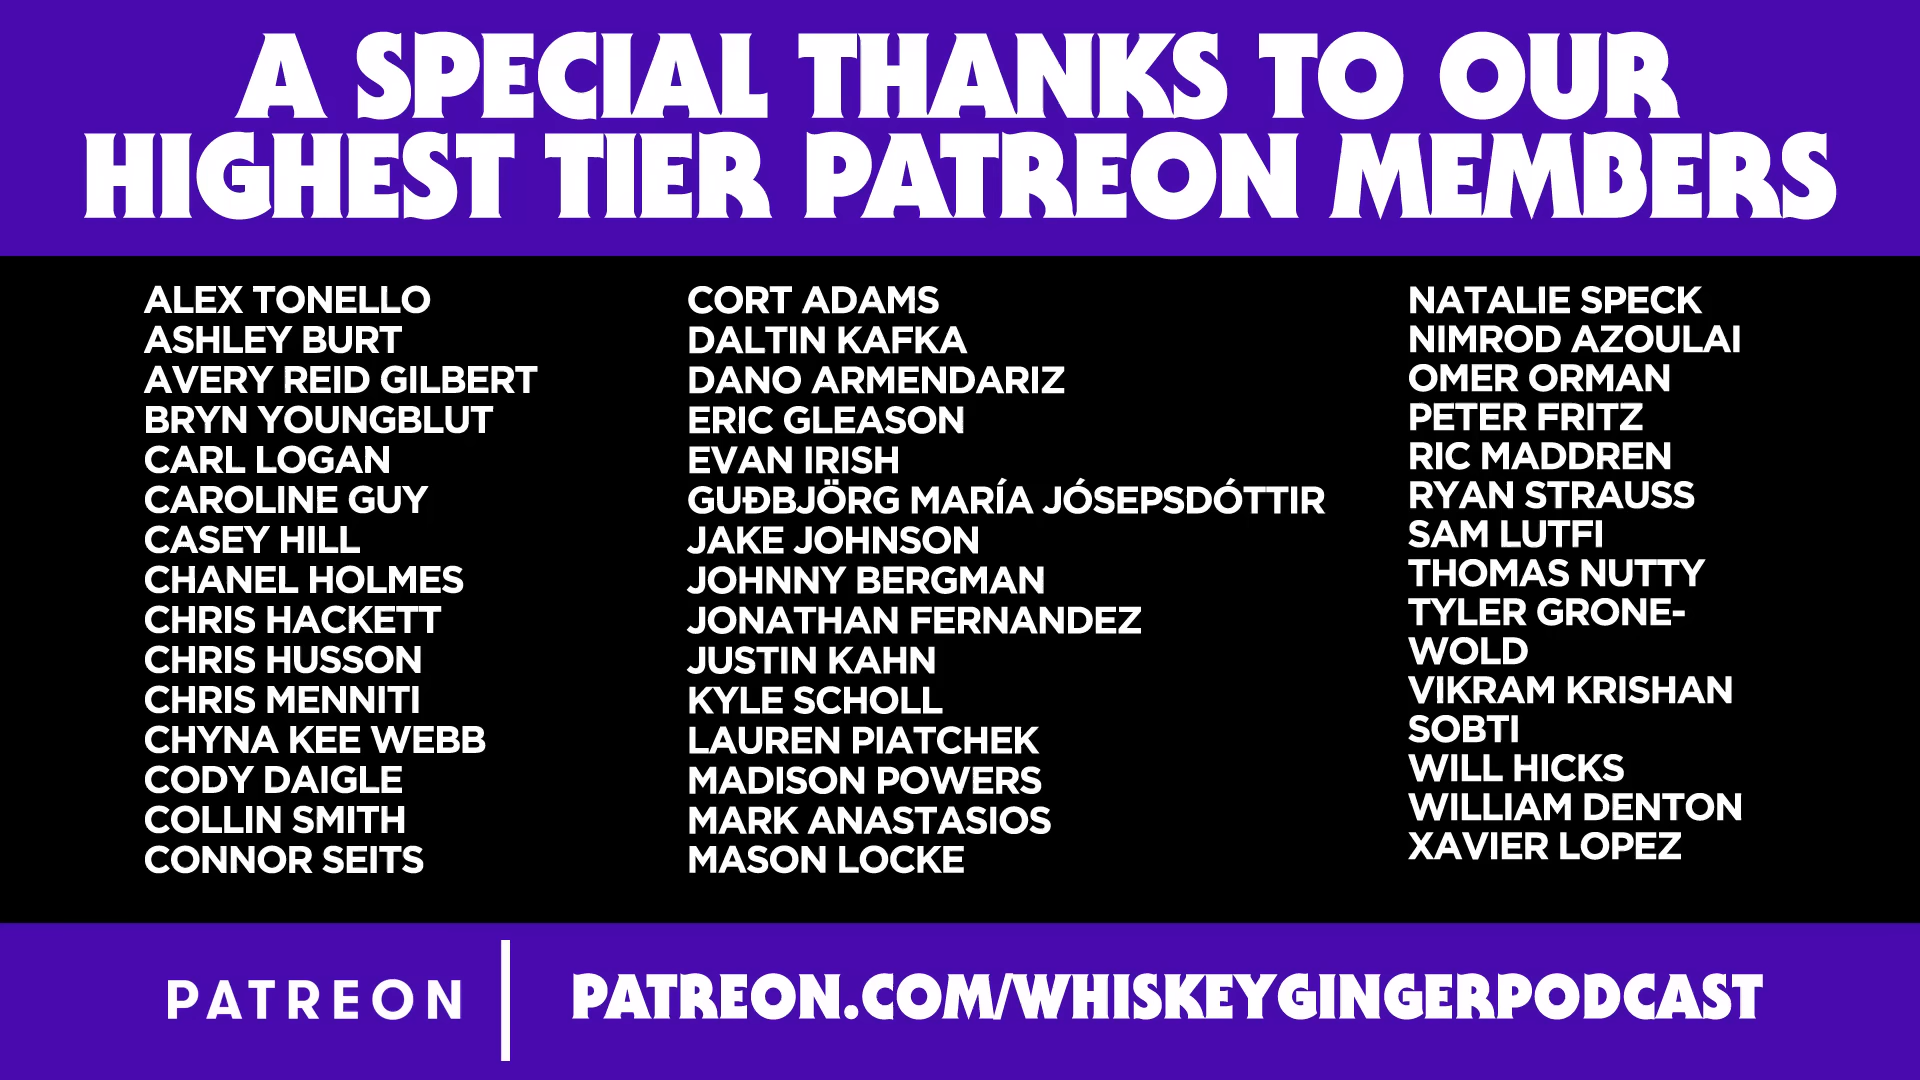 A SPECIAL THANKS TO OUR
HIGHEST TIER PATREON MEMBERS
ALEX TONELLO
ASHLEY BURT
AVERY REID GILBERT
BRYN YOUNGBLUT
CARL LOGAN
CAROLINE GUY
CASEY HILL
CHANEL HOLMES
CHRIS HACKETT
CHRIS HUSSON
CHRIS MENNITI
CHYNA KEE WEBB
CODY DAIGLE
COLLIN SMITH
CONNOR SEITS
CORT ADAMS
DALTIN KAFKA
DANO ARMENDARIZ
ERIC GLEASON
EVAN IRISH
GUÐBJÖRG MARÍA JÓSEPSDÓTTIR
JAKE JOHNSON
JOHNNY BERGMAN
JONATHAN FERNANDEZ
JUSTIN KAHN
KYLE SCHOLL
LAUREN PIATCHEK
MADISON POWERS
MARK ANASTASIOS
MASON LOCKE
NATALIE SPECK
NIMROD AZOULAI
OMER ORMAN
PETER FRITZ
RIC MADDREN
RYAN STRAUSS
SAM LUTFI
THOMAS NUTTY
TYLER GRONE-
WOLD
VIKRAM KRISHAN
SOBTI
WILL HICKS
WILLIAM DENTON
XAVIER LOPEZ
PATREON
PATREON.COM/WHISKEYGINGERPODCAST